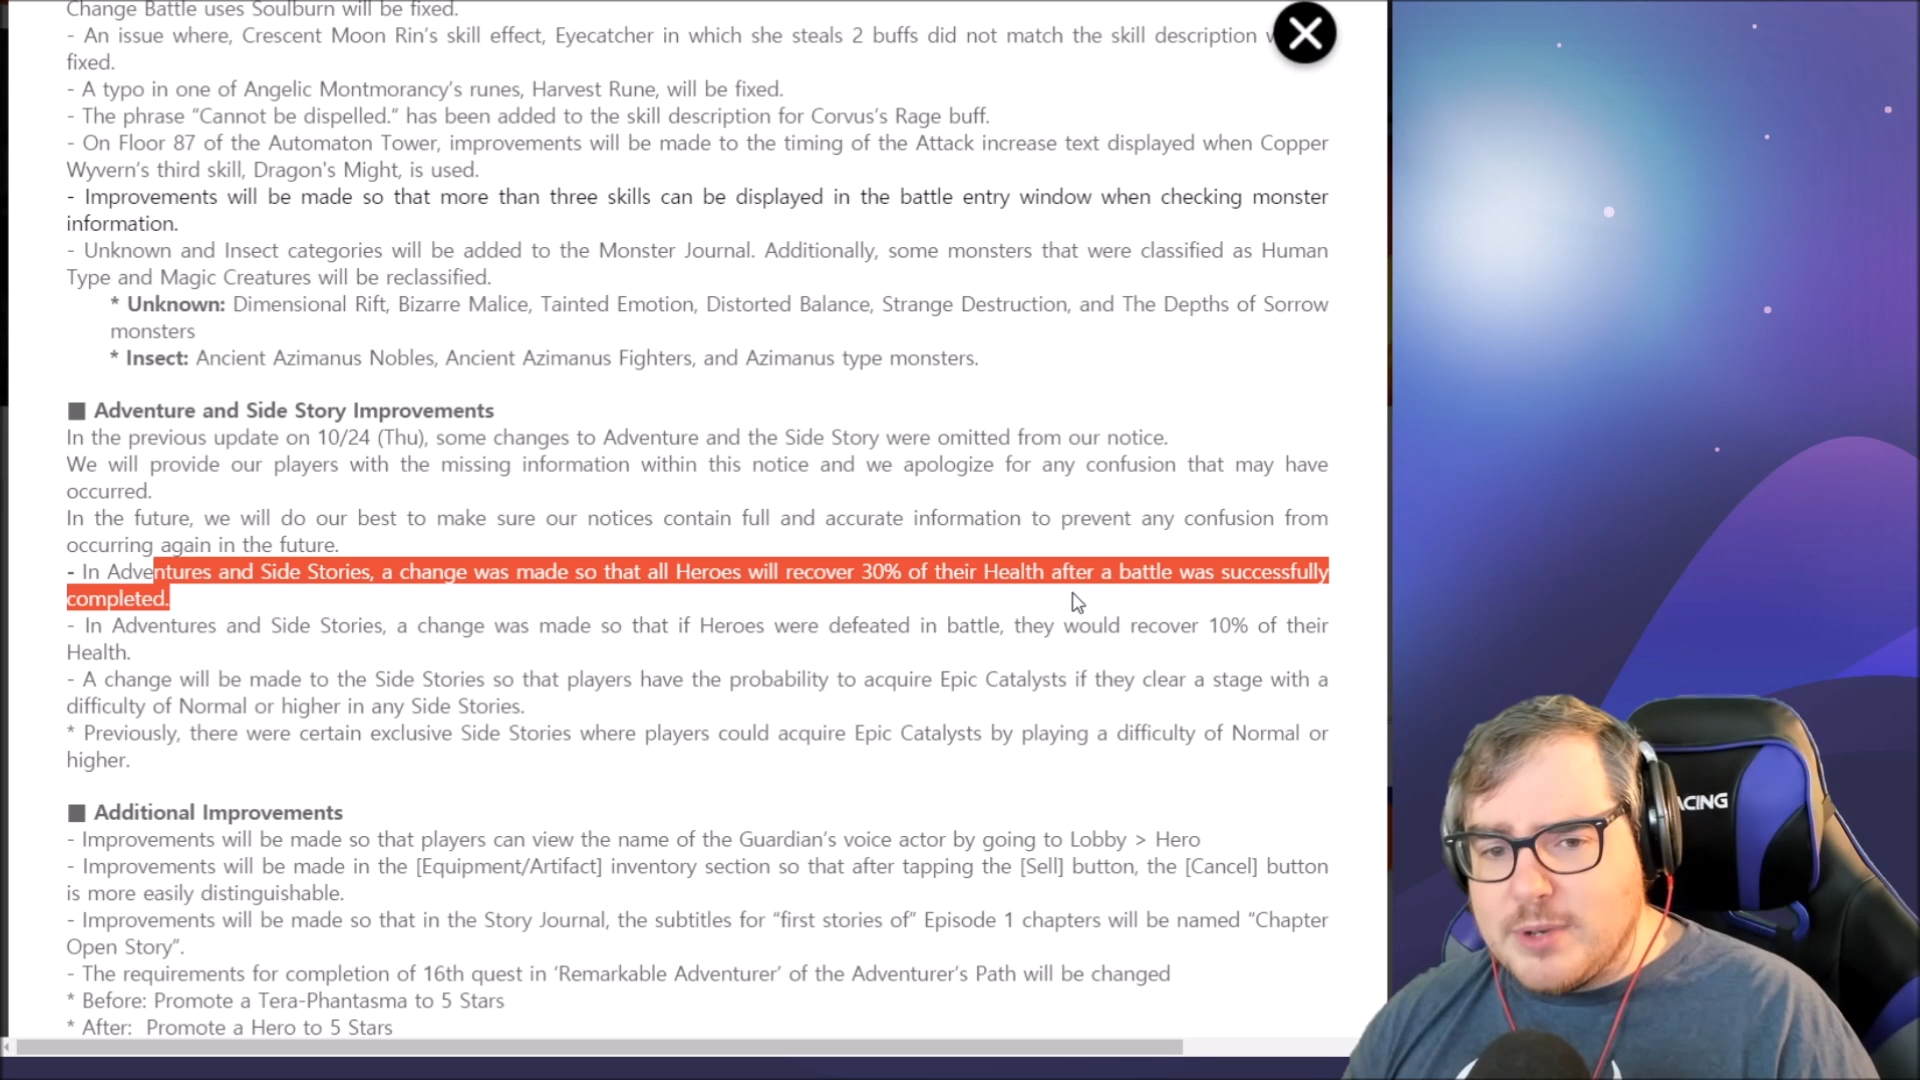 Change Battle uses Soulburn will be fixed.
- An issue where, Crescent Moon Rin’s skill effect, Eyecatcher in which she steals 2 buffs did not match the skill description
fixed.
- A typo in one of Angelic Montmorancy’s runes, Harvest Rune, will be fixed.
- The phrase “Cannot be dispelled.“ has been added to the skill description for Corvus’s Rage buff.
- On Floor 87 of the Automaton Tower, improvements will be made to the timing of the Attack increase text displayed when Copper
Wyvern’s third skill, Dragon's Might, is used.
- Improvements will be made so that more than three skills can be displayed in the battle entry window when checking monster
information.
- Unknown and Insect categories will be added to the Monster Journal. Additionally, some monsters that were classified as Human
Type and Magic Creatures will be reclassified.
* Unknown: Dimensional Rift, Bizarre Malice, Tainted Emotion, Distorted Balance, Strange Destruction, and The Depths of Sorrow
monsters
* Insect: Ancient Azimanus Nobles, Ancient Azimanus Fighters, and Azimanus type monsters.
■ Adventure and Side Story Improvements
In the previous update on 10/24 (Thu), some changes to Adventure and the Side Story were omitted from our notice.
We will provide our players with the missing information within this notice and we apologize for any confusion that may have
occurred.
In the future, we will do our best to make sure our notices contain full and accurate information to prevent any confusion from
occurring again in the future.
- In Adventures and Side Stories, a change was made so that all Heroes will recover 30% of their Health after a battle was successfully
completed.
- In Adventures and Side Stories, a change was made so that if Heroes were defeated in battle, they would recover 10% of their
Health.
- A change will be made to the Side Stories so that players have the probability to acquire Epic Catalysts if they clear a stage with a
difficulty of Normal or higher in any Side Stories.
* Previously, there were certain exclusive Side Stories where players could acquire Epic Catalysts by playing a difficulty of Normal or
higher.
■ Additional Improvements
- Improvements will be made so that players can view the name of the Guardian’s voice actor by going to Lobby > Hero
- Improvements will be made in the [Equipment/Artifact] inventory section so that after tapping the [Sell] button, the [Cancel] button
is more easily distinguishable.
- Improvements will be made so that in the Story Journal, the subtitles for “first stories of” Episode 1 chapters will be named “Chapter
Open Story”.
- The requirements for completion of 16th quest in ‘Remarkable Adventurer’ of the Adventurer’s Path will be changed
* Before: Promote a Tera-Phantasma to 5 Stars
* After: Promote a Hero to 5 Stars
ACING